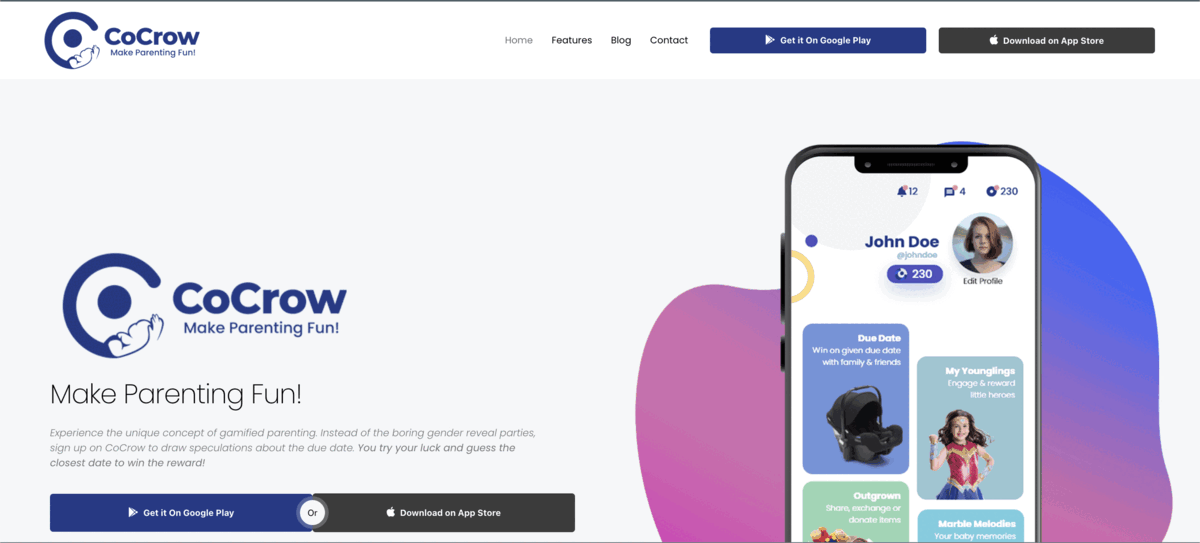 CoCrow
Make Parenting Fun!
Home Features Blog Contact Get it On Google Play Download on App Store
12 4 230
John Doe
@johndoe
230
Edit Profile
CoCrow
Make Parenting Fun!
Make Parenting Fun!
Experience the unique concept of gamified parenting. Instead of the boring gender reveal parties,
sign up on CoCrow to draw speculations about the due date. You try your luck and guess the
closest date to win the reward!
Get it On Google Play Or Download on App Store
Due Date
Win on given due date
with family & friends
My Younglings
Engage & reward
little heroes
Outgrown
Share, exchange or
donate items
Marble Melodies
Your baby memories